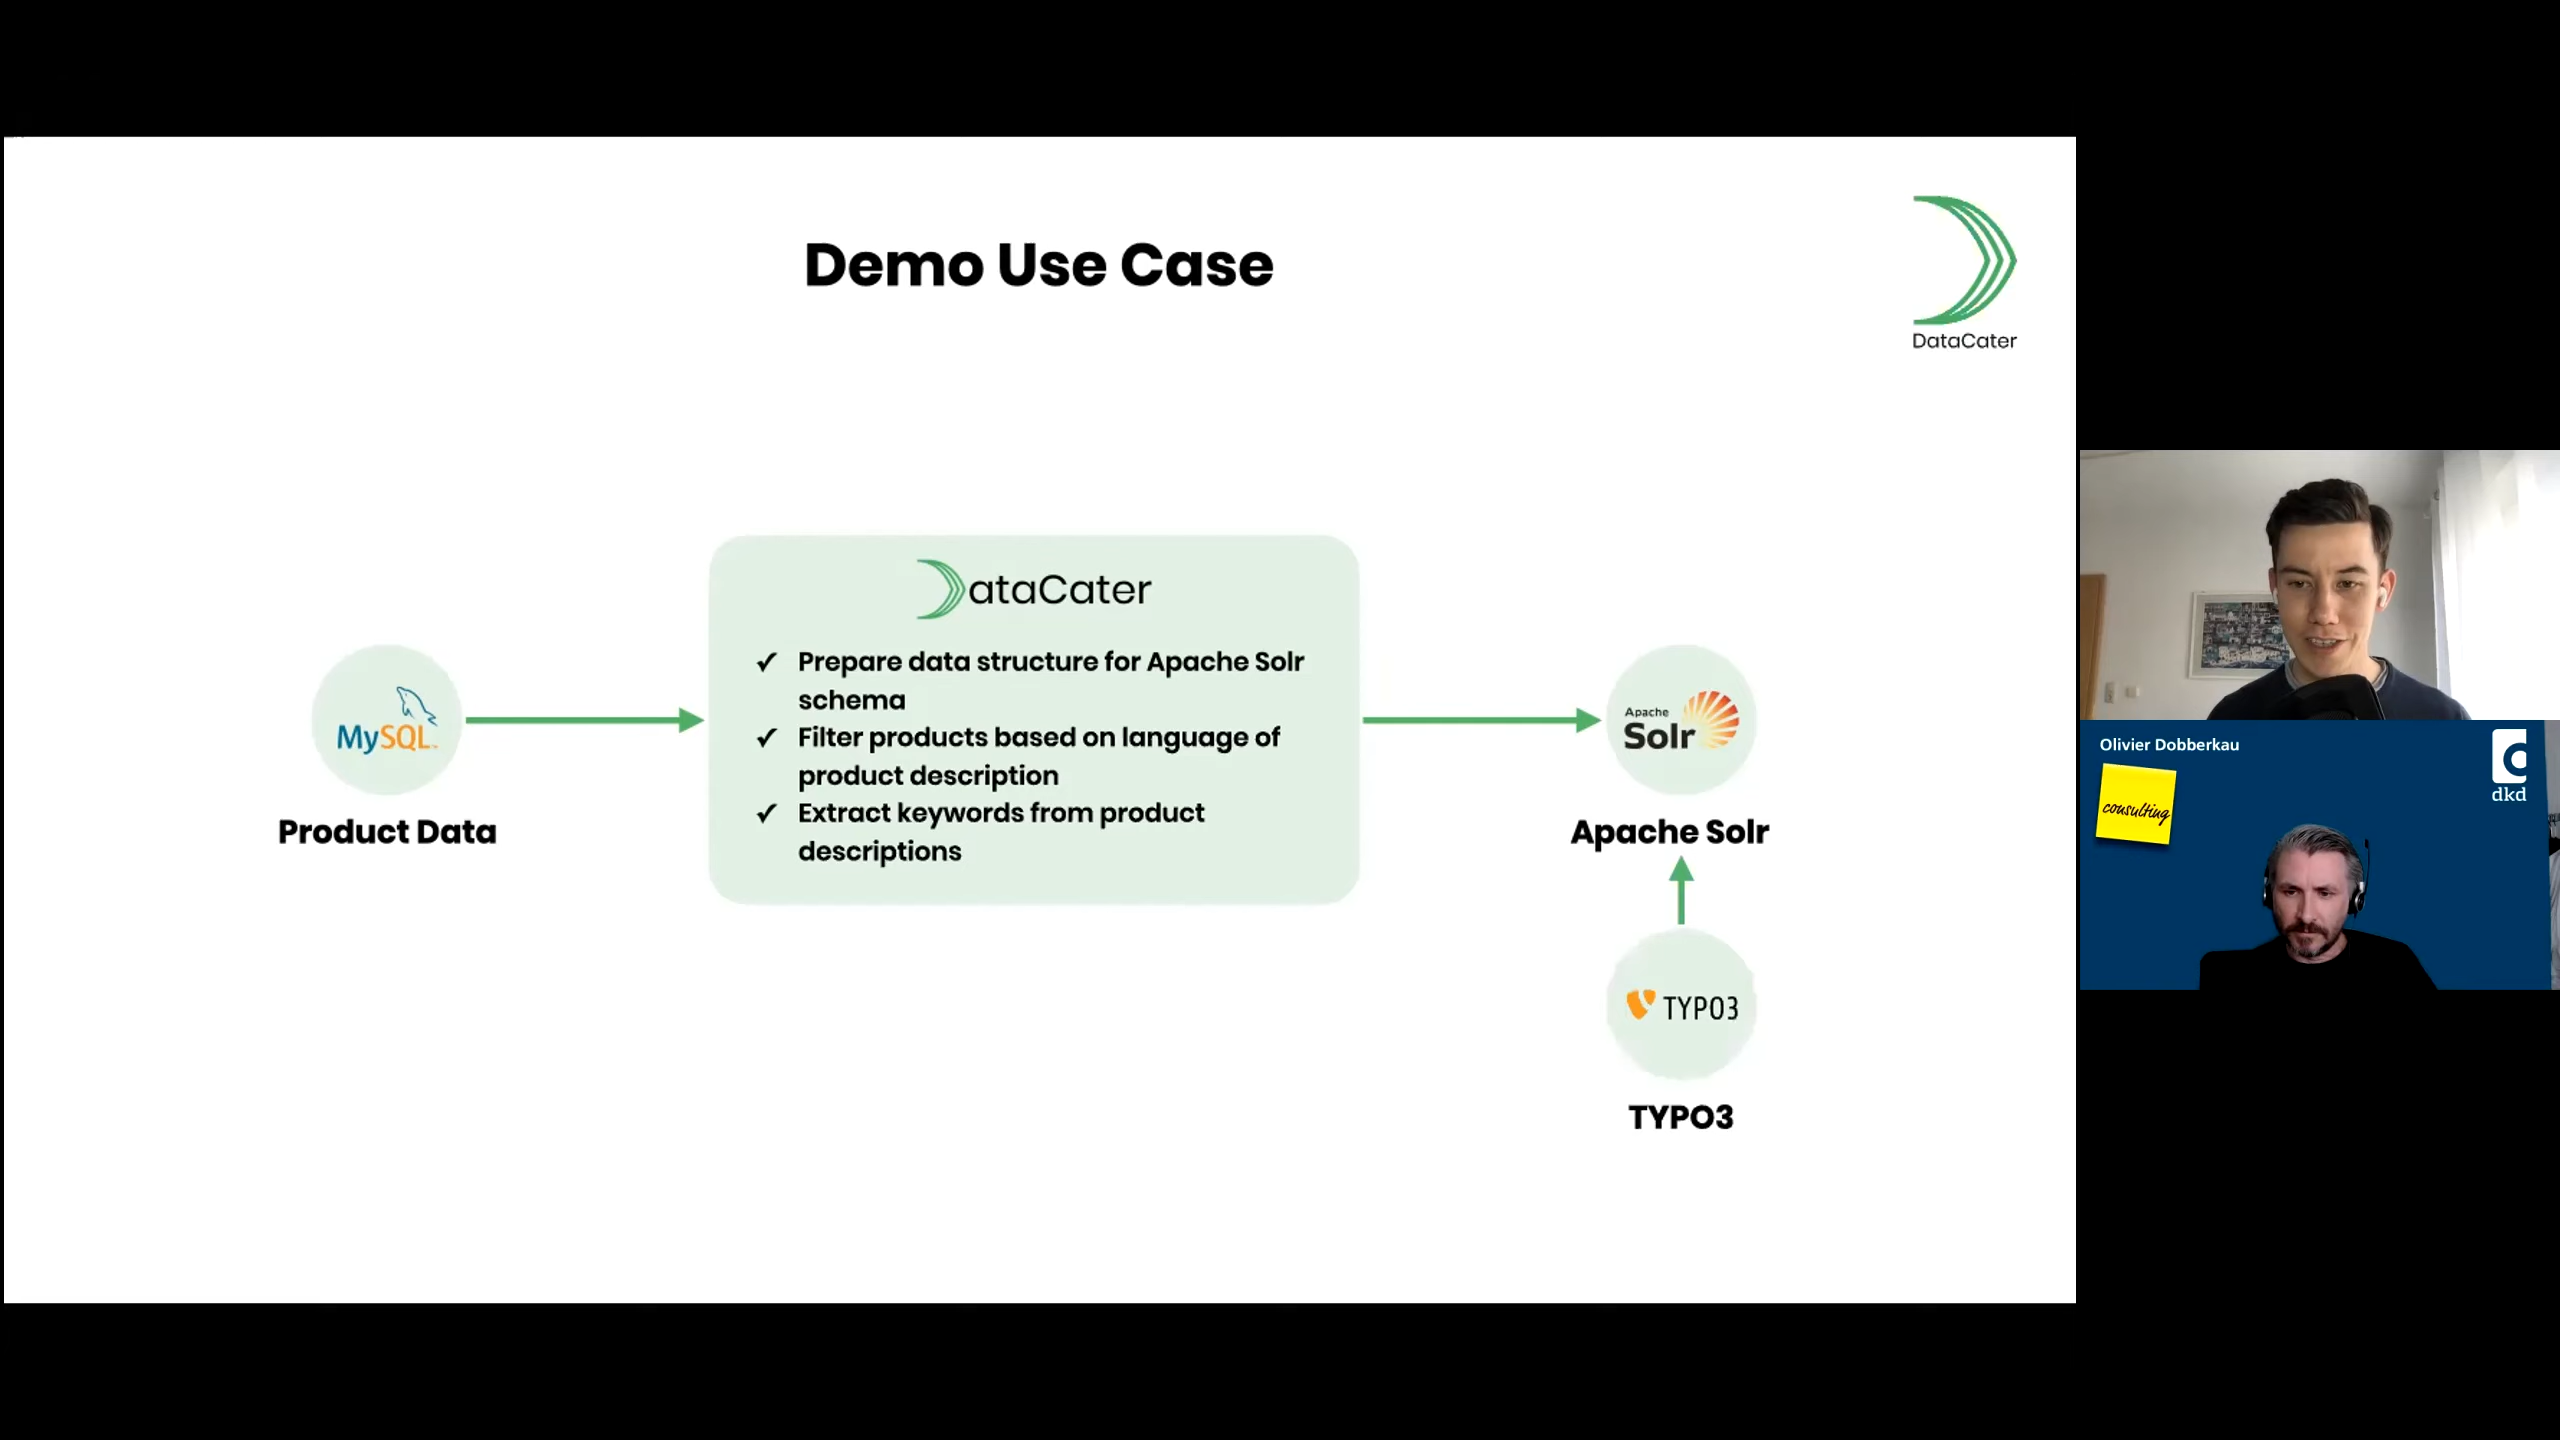 Demo Use Case
DataCater
DataCater
✓ Prepare data structure for Apache Solr
schema
✓ Filter products based on language of
product description
✓ Extract keywords from product
descriptions
MySQL
Product Data
Apache
Solr
Apache Solr
TYPO3
TYPO3
Olivier Dobberkau
consulting
dkd